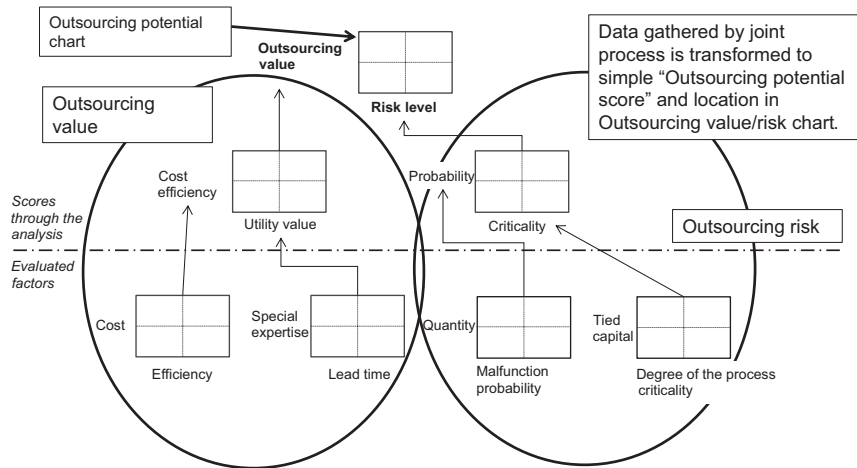 Outsourcing potential
chart
Outsourcing
value
Data gathered by joint
process is transformed to
simple “Outsourcing potential
score” and location in
Outsourcing value/risk chart.
Outsourcing
value
Risk level
Cost
efficiency
Utility value
Probability
Criticality
Scores
through the
analysis
Outsourcing risk
Evaluated
factors
Cost
Efficiency
Special
expertise
Lead time
Quantity
Malfunction
probability
Tied
capital
Degree of the process
criticality